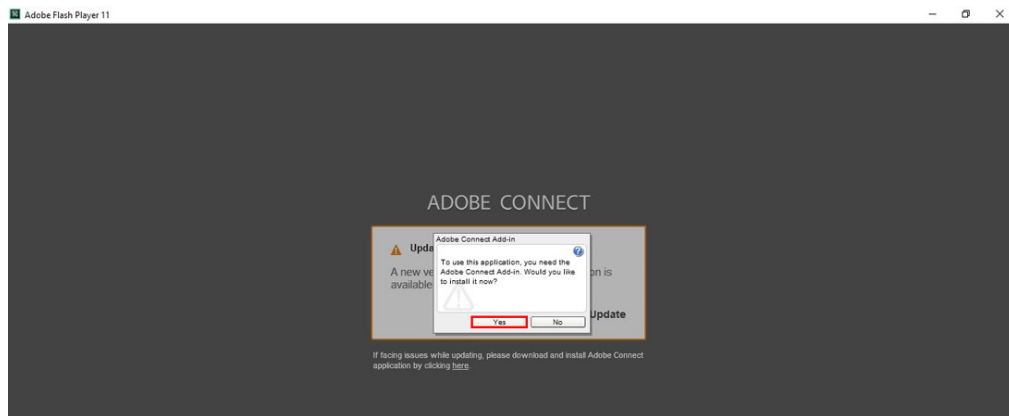 Adobe Flash Player 11
ADOBE CONNECT
Upda
A new ve
on is
available
Update
Adobe Connect Add-in
To use this application, you need the
Adobe Connect Add-in. Would you like
to install it now?
Yes
No
If facing issues while updating, please download and install Adobe Connect
application by clicking here.